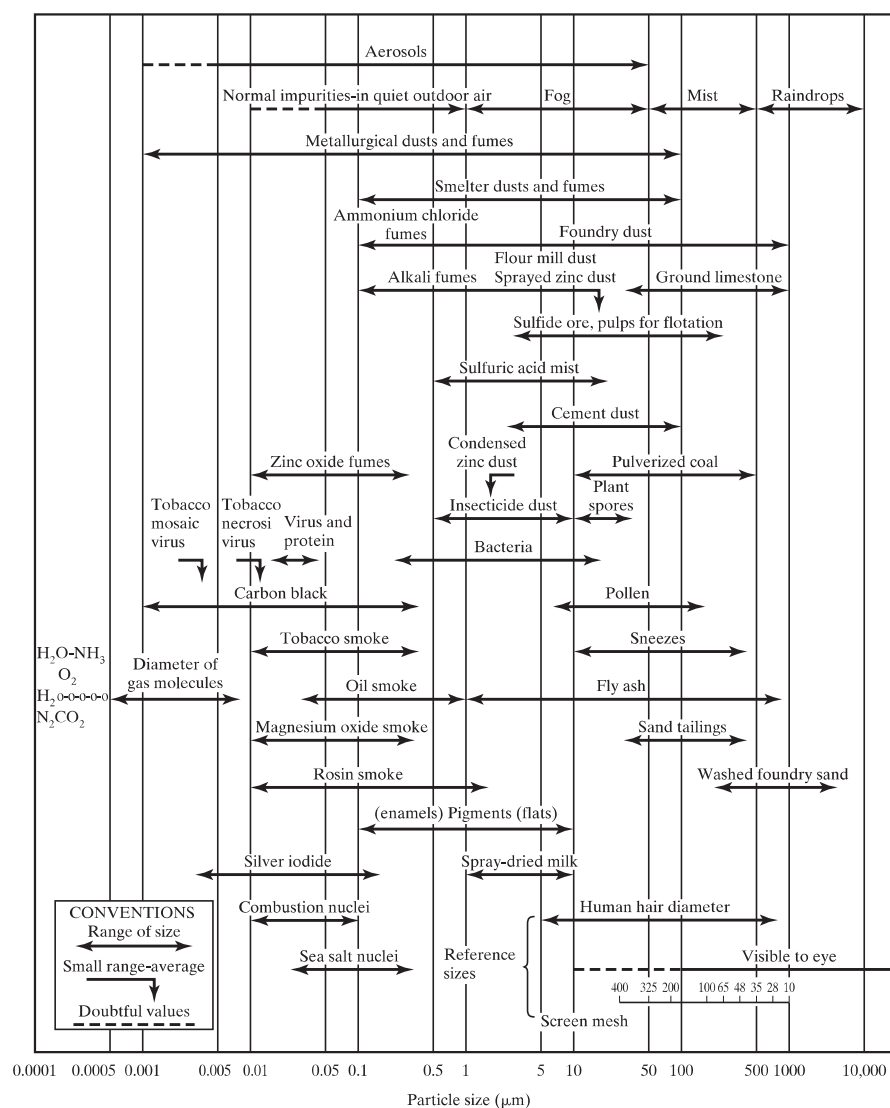 Aerosols
Normal impurities-in quiet outdoor air
Fog
Mist
Raindrops
Metallurgical dusts and fumes
Smelter dusts and fumes
Ammonium chloride
fumes
Foundry dust
Flour mill dust
Alkali fumes
Sprayed zinc dust
Ground limestone
Sulfide ore, pulps for flotation
Sulfuric acid mist
Cement dust
Zinc oxide fumes
Condensed
zinc dust
Pulverized coal
Insecticide dust
Plant
spores
Tobacco
mosaic
virus
Tobacco
necrosi
virus
Virus and
protein
Bacteria
Carbon black
Pollen
Tobacco smoke
Sneezes
H₂O-NH₃
O₂
H₂o-o-o-o-o
N₂CO₂
Diameter of
gas molecules
Oil smoke
Fly ash
Magnesium oxide smoke
Sand tailings
Rosin smoke
Washed foundry sand
(enamels) Pigments (flats)
Silver iodide
Spray-dried milk
CONVENTIONS
Range of size
Small range-average
Doubtful values
Combustion nuclei
Sea salt nuclei
Reference
sizes
Human hair diameter
Visible to eye
400 325 200 100 65 48 35 28 10
Screen mesh
0.0001 0.0005 0.001 0.005 0.01 0.05 0.1 0.5 1 5 10 50 100 500 1000 10,000
Particle size (μm)